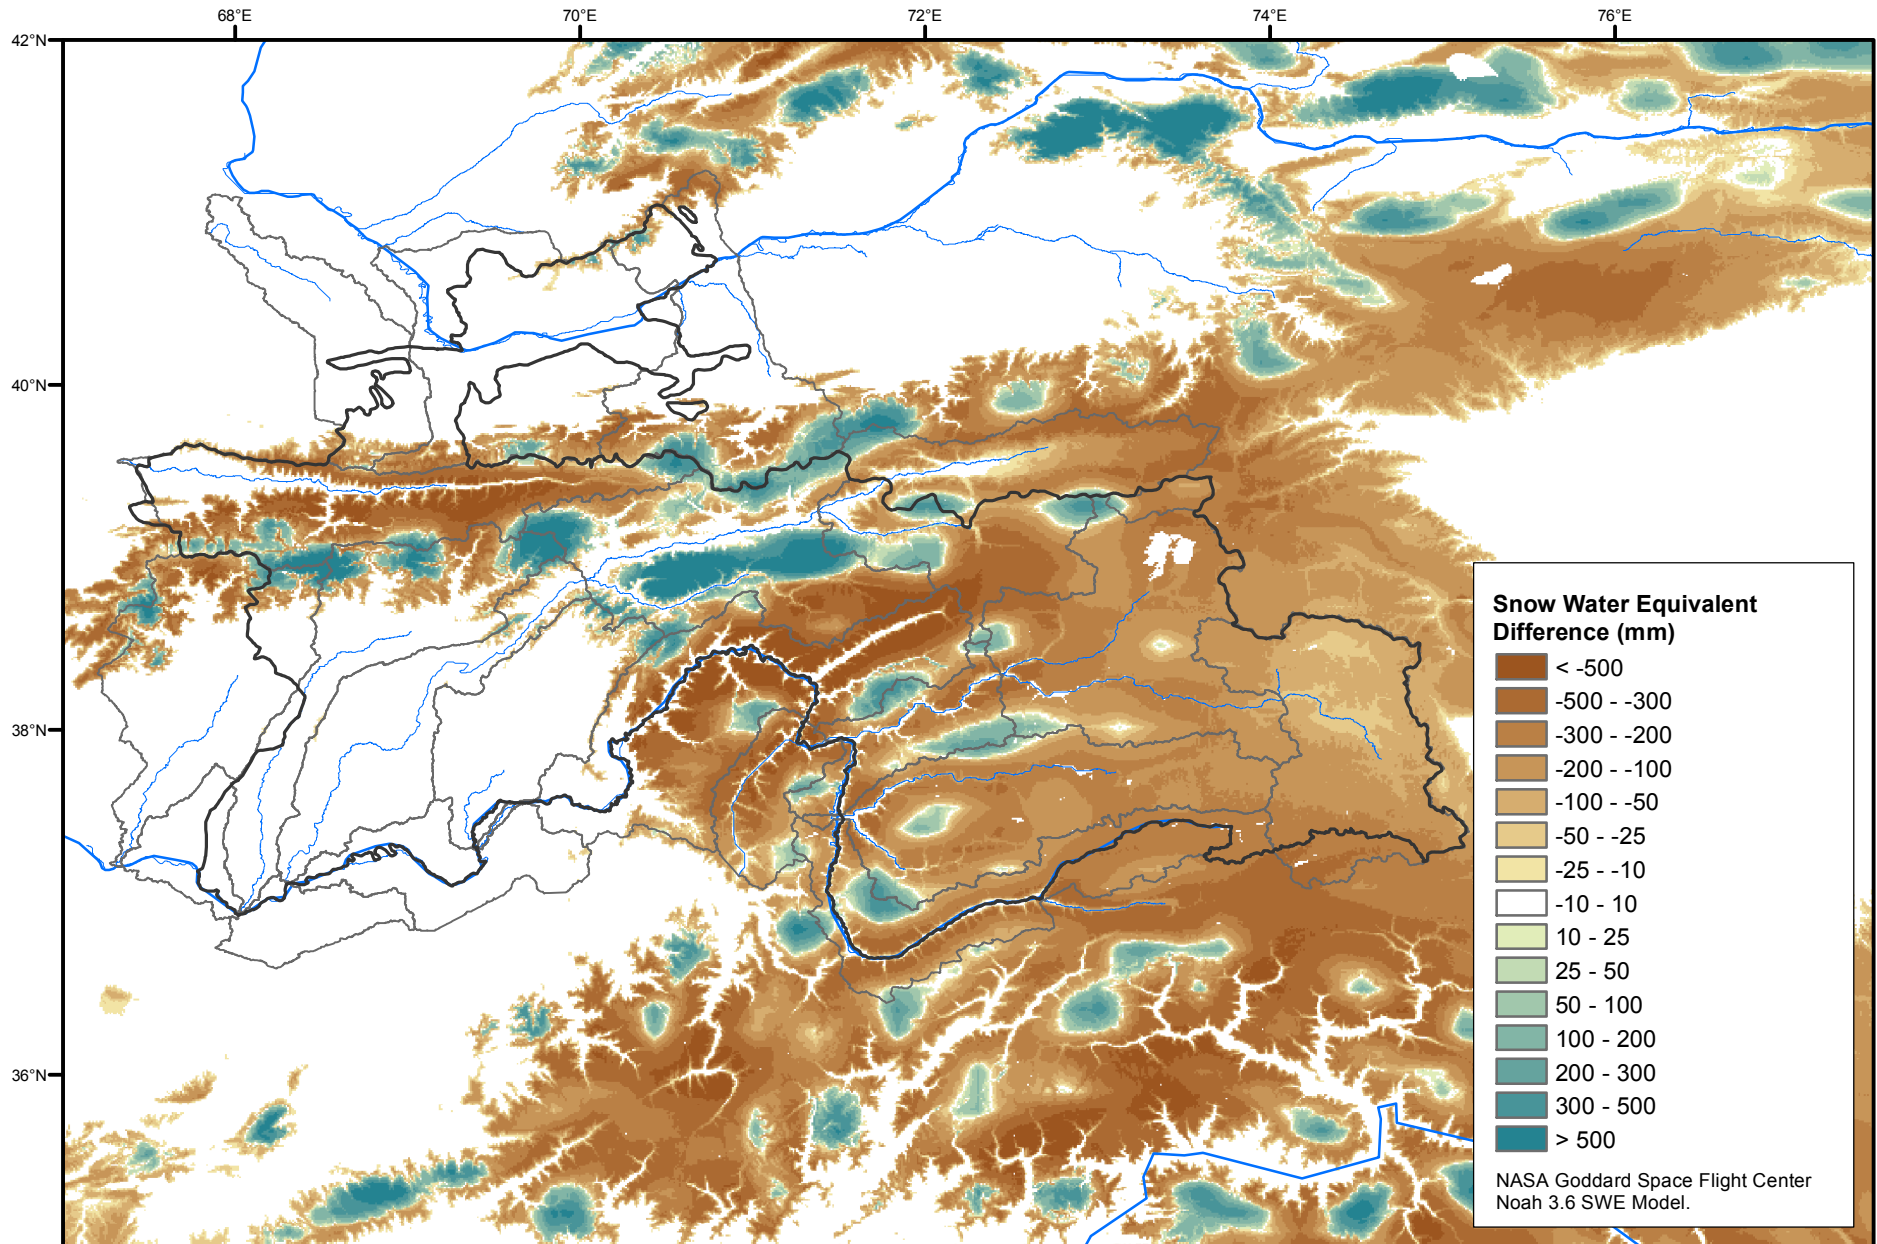 68°E
70°E
72°E
74°E
76°E
42°N
40°N
38°N
36°N
Snow Water Equivalent
Difference (mm)
< -500
-500 - -300
-300 - -200
-200 - -100
-100 - -50
-50 - -25
-25 - -10
-10 - 10
10 - 25
25 - 50
50 - 100
100 - 200
200 - 300
300 - 500
> 500
NASA Goddard Space Flight Center
Noah 3.6 SWE Model.